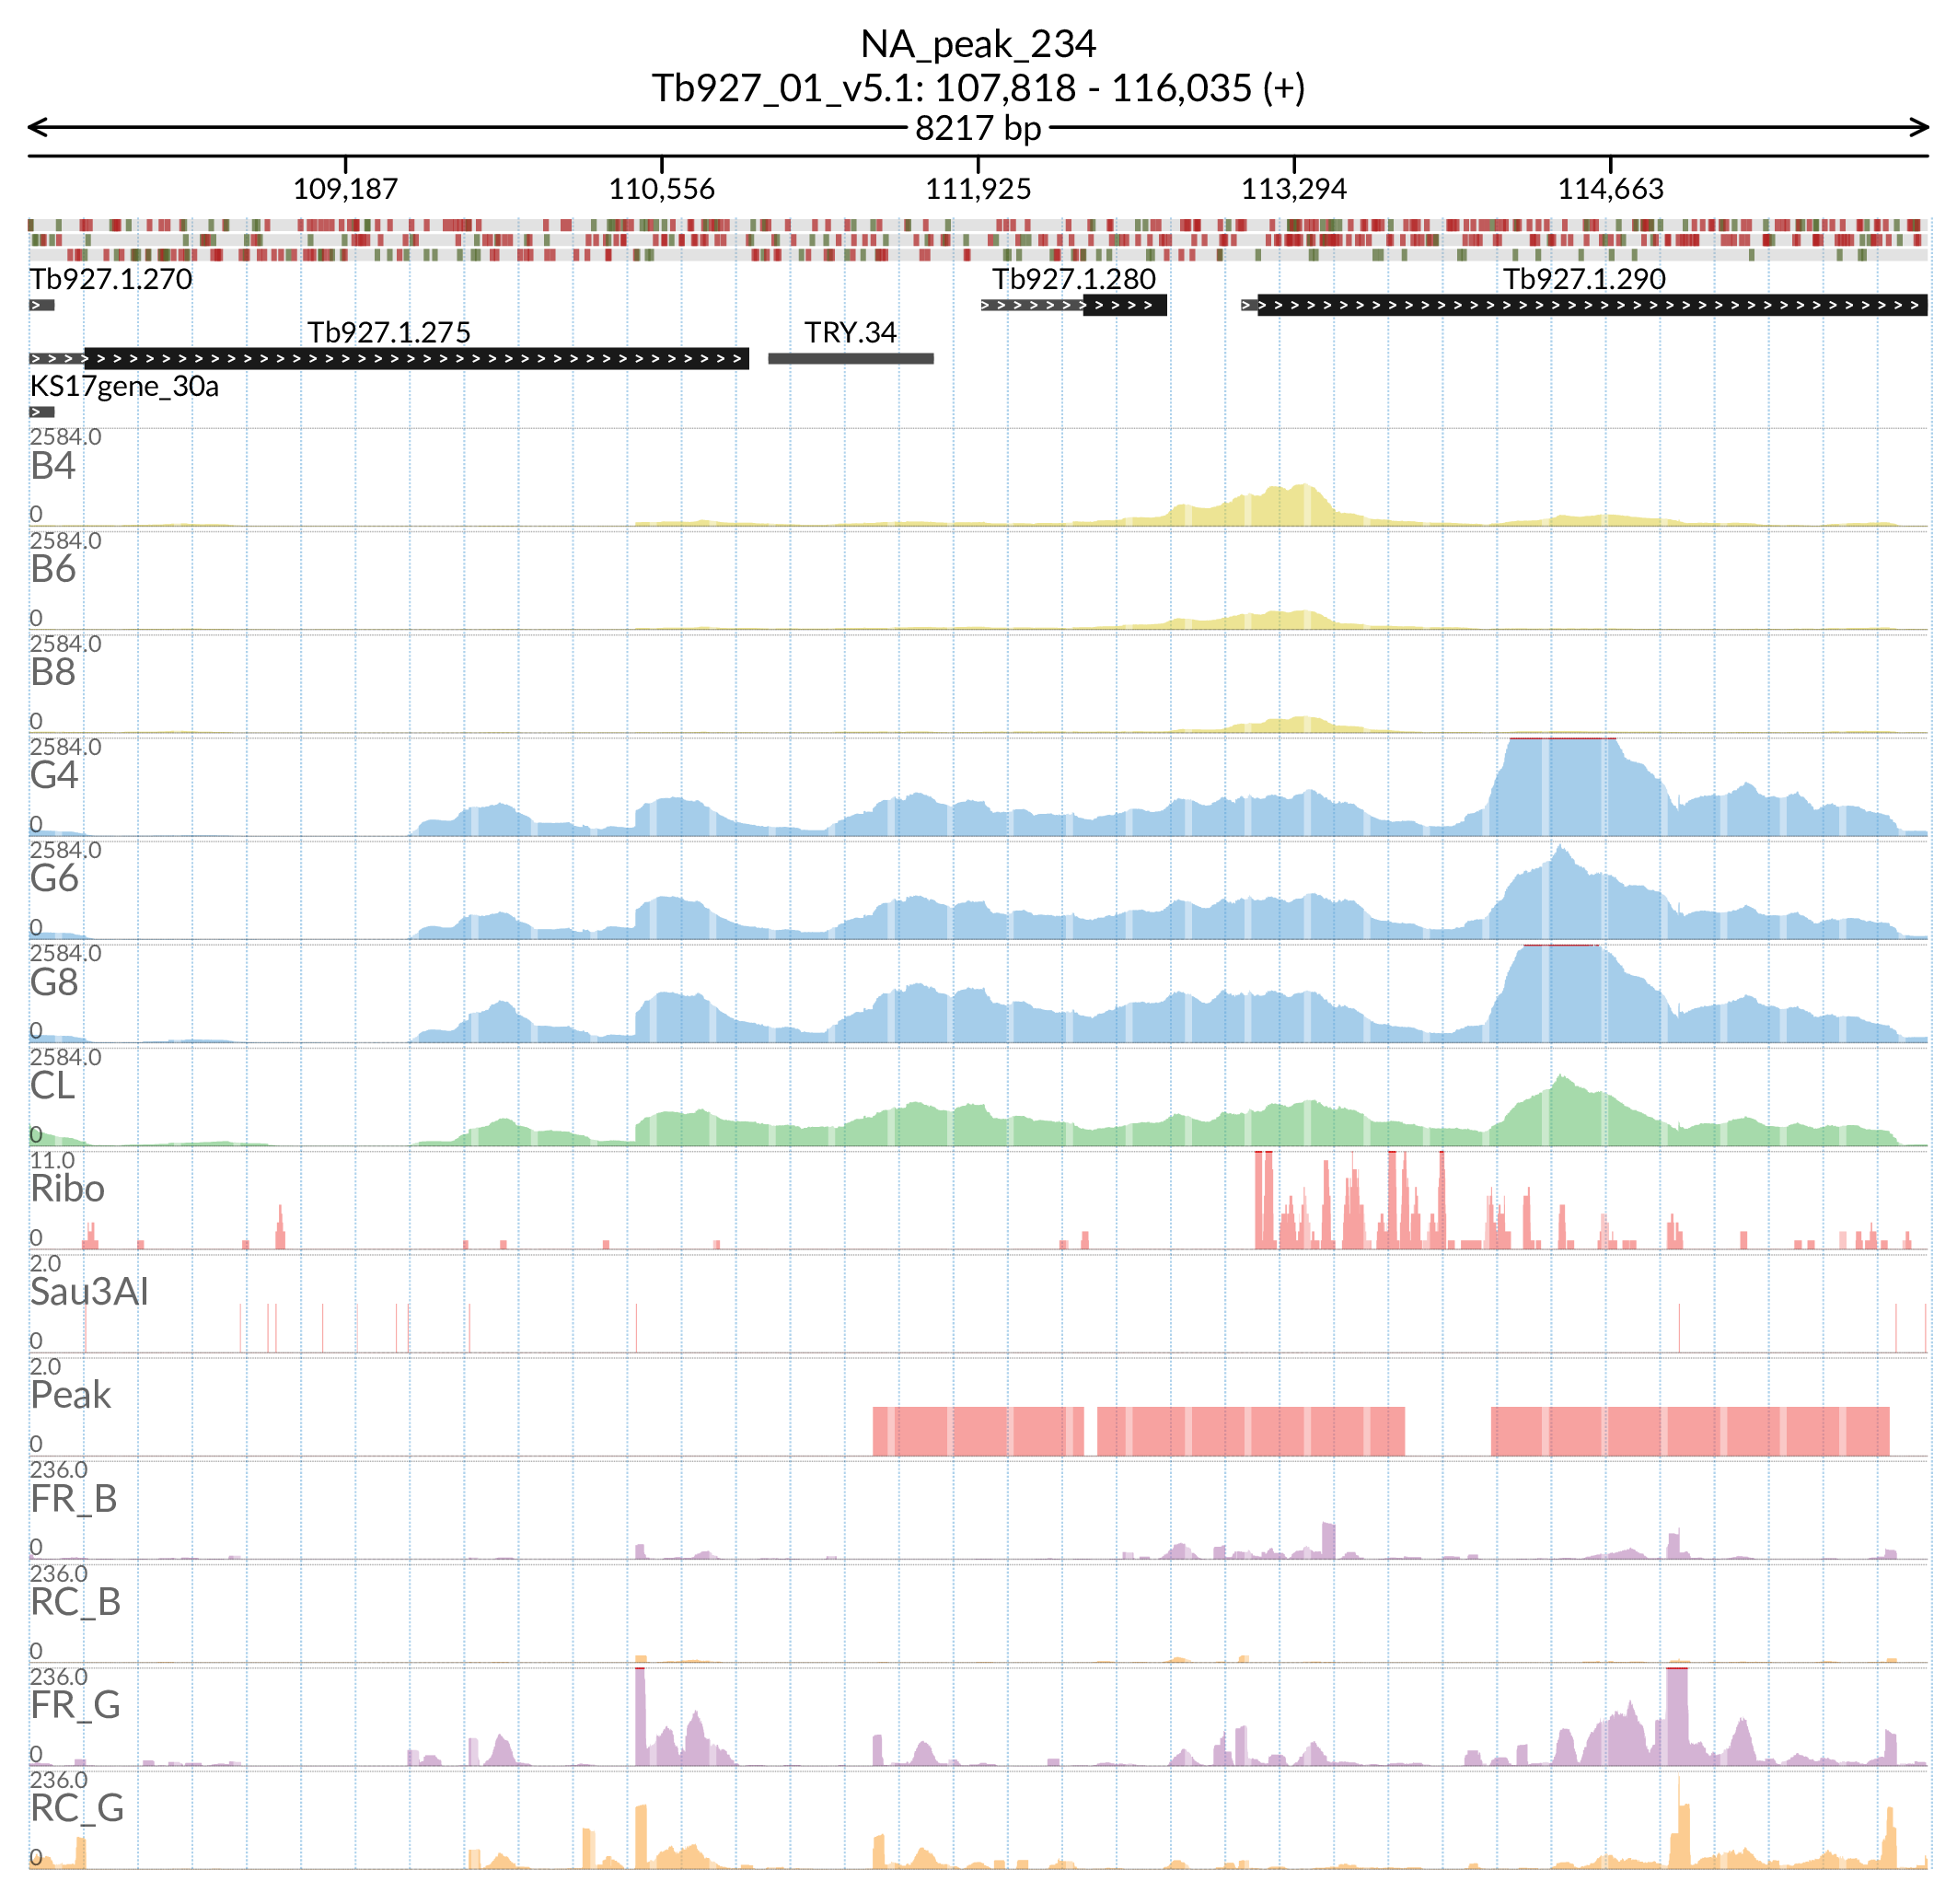 NA_peak_234
Tb927_01_v5.1: 107,818 - 116,035 (+)
8217 bp
109,187 110,556 111,925 113,294 114,663
Tb927.1.270 Tb927.1.280 Tb927.1.290
Tb927.1.275 TRY.34
KS17gene_30a
2584.0
B4
0
2584.0
B6
0
2584.0
B8
0
2584.0
G4
0
2584.0
G6
0
2584.0
G8
0
2584.0
CL
0
11.0
Ribo
0
2.0
Sau3AI
0
2.0
Peak
0
236.0
FR_B
0
236.0
RC_B
0
236.0
FR_G
0
236.0
RC_G
0